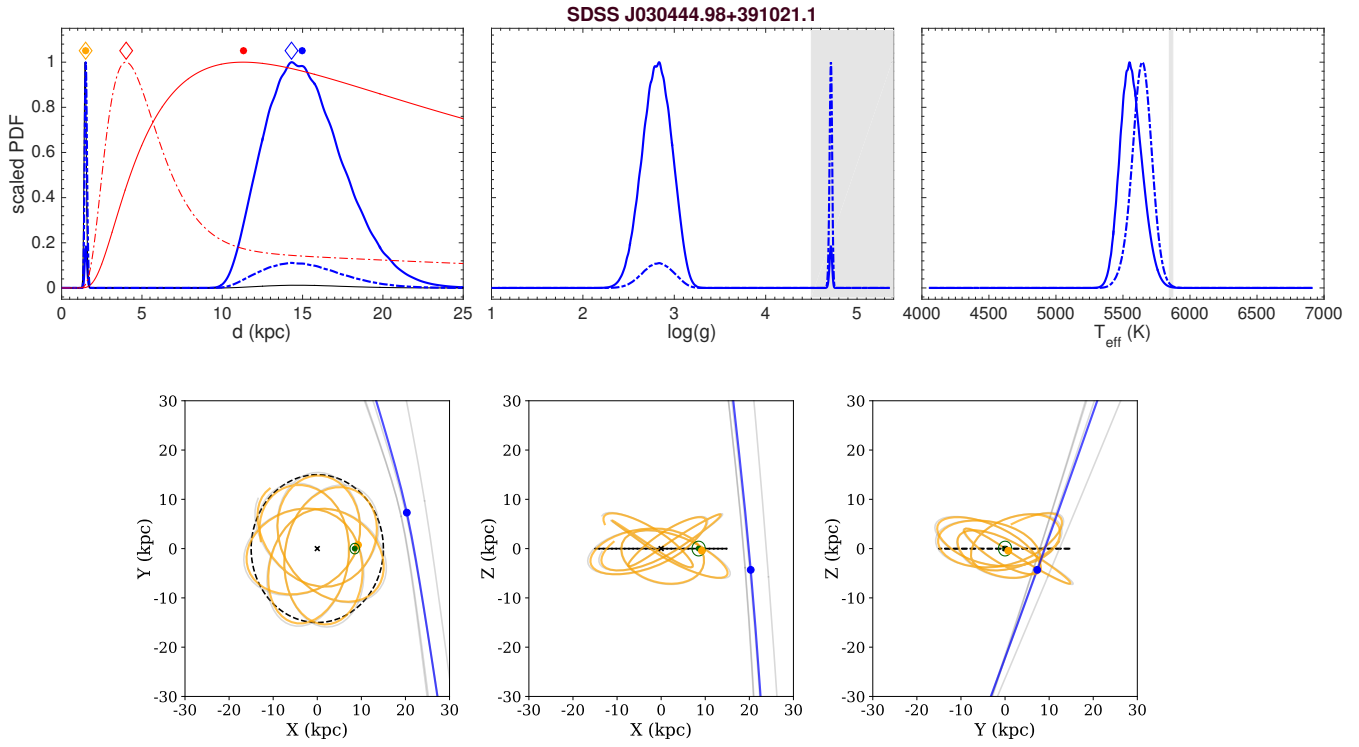 SDSS J030444.98+391021.1
scaled PDF
1
0.8
0.6
0.4
0.2
0
0 5 10 15 20 25
d (kpc)
1 2 3 4 5
log(g)
4000 4500 5000 5500 6000 6500 7000
T_eff (K)
Y (kpc)
30
20
10
0
-10
-20
-30
-30 -20 -10 0 10 20 30
X (kpc)
Z (kpc)
30
20
10
0
-10
-20
-30
-30 -20 -10 0 10 20 30
X (kpc)
Z (kpc)
30
20
10
0
-10
-20
-30
-30 -20 -10 0 10 20 30
Y (kpc)